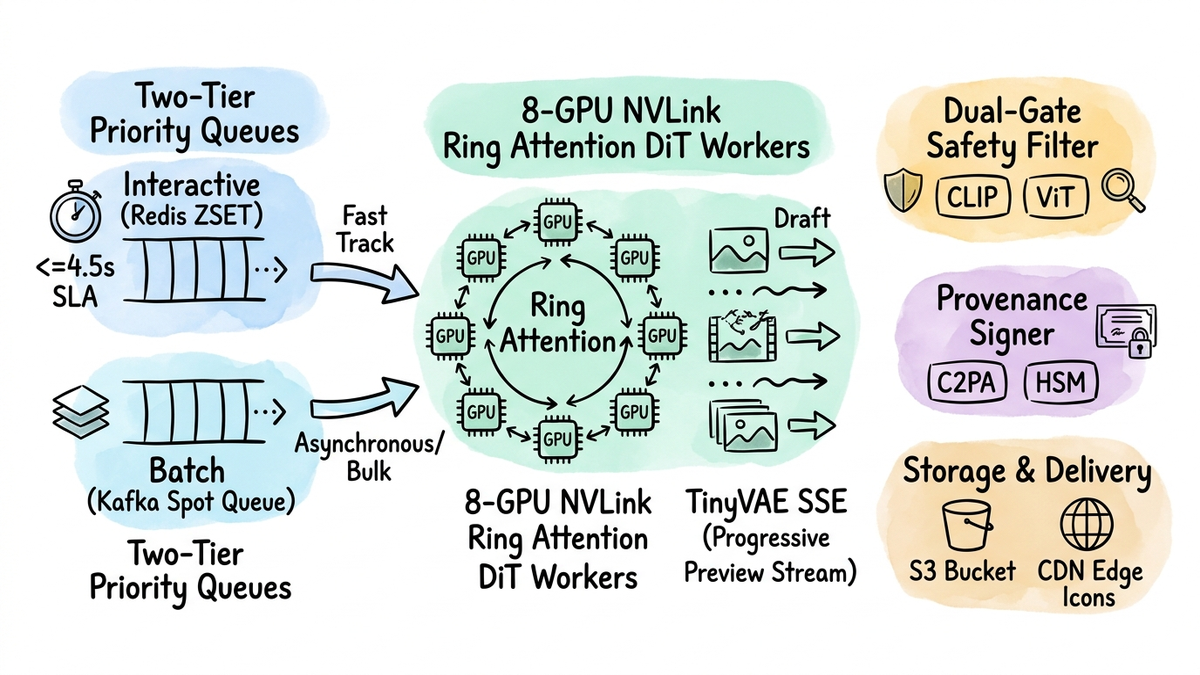 Two-Tier
Priority Queues
Interactive
(Redis ZSET)
<=4.5s
SLA
Fast
Track
Batch
(Kafka Spot Queue)
Asynchronous/
Bulk
Two-Tier
Priority Queues
8-GPU NVLink
Ring Attention DiT Workers
GPU
GPU
GPU
GPU
GPU
GPU
GPU
GPU
Ring
Attention
Draft
8-GPU NVLink
Ring Attention
DiT Workers
TinyVAE SSE
(Progressive
Preview Stream)
Dual-Gate
Safety Filter
CLIP
ViT
Provenance
Signer
C2PA
HSM
Storage & Delivery
S3 Bucket
CDN Edge
Icons